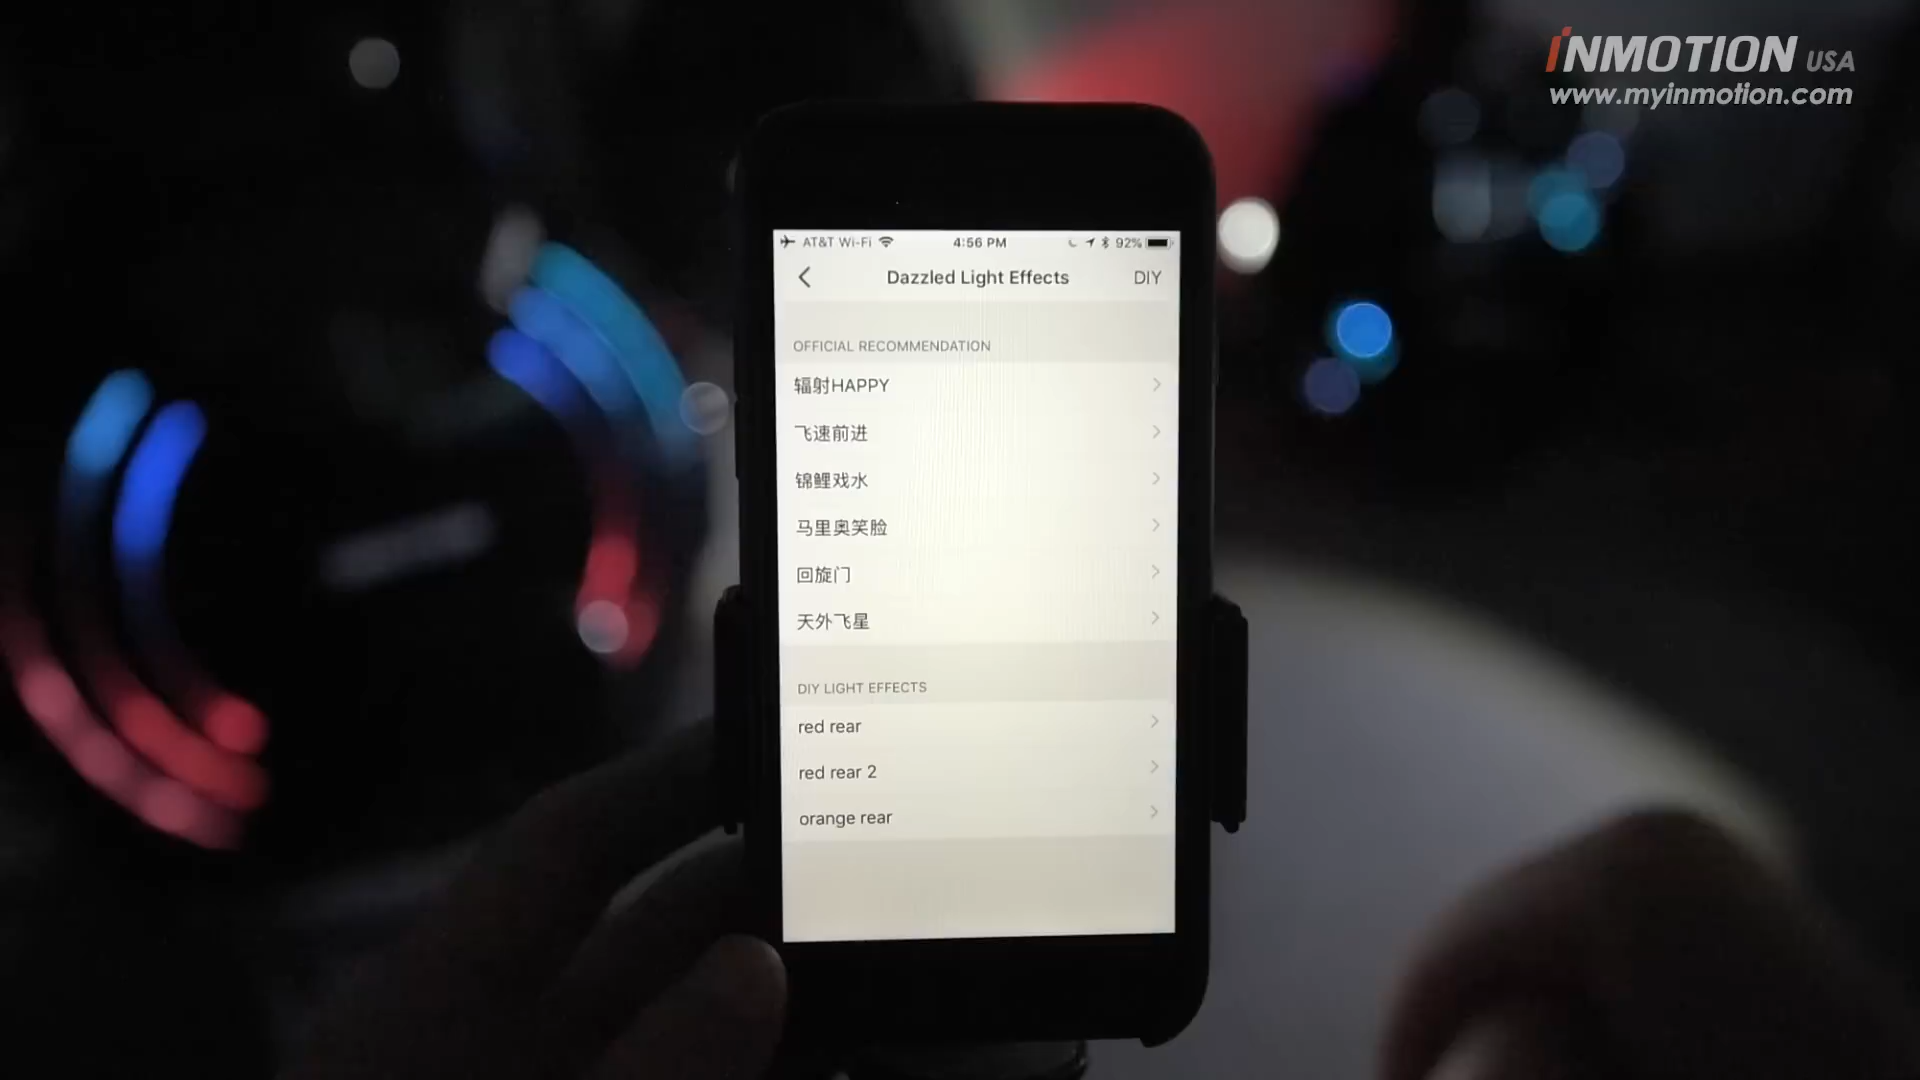 INMOTION USA
www.myinmotion.com
AT&T Wi-Fi 4:56 PM 92%
Dazzled Light Effects DIY
OFFICIAL RECOMMENDATION
辐射HAPPY
飞速前进
锦鲤戏水
马里奥笑脸
回旋门
天外飞星
DIY LIGHT EFFECTS
red rear
red rear 2
orange rear